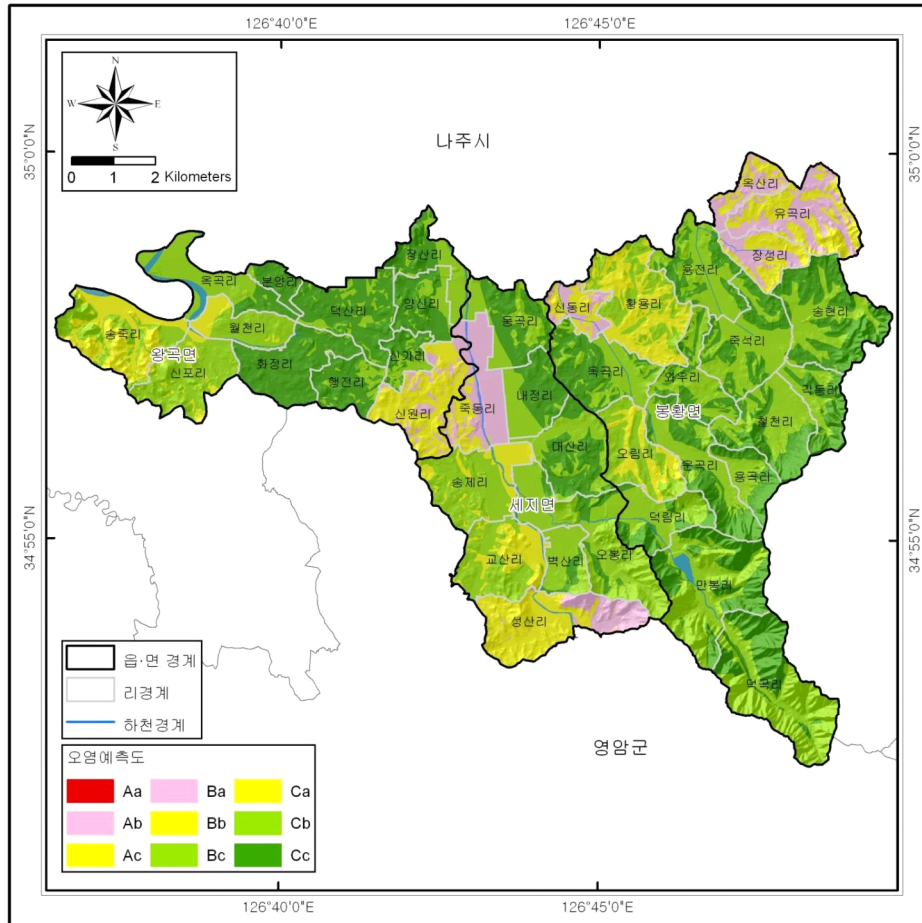 126°40'0"E
126°45'0"E
35°0'0"N
35°0'0"N
N
W
E
S
0 1 2 Kilometers
나주시
옥산리
유곡리
장성리
창산리
용전리
옥곡리
본양리
덕산리
양산리
신동리
황용리
송현리
송죽리
월천리
동곡리
죽석리
왕곡면
신포리
화정리
신가리
옥곡리
와우리
각동리
행전리
내정리
신원리
죽동리
봉황면
철천리
대산리
오림리
운곡리
용곡리
송제리
세지면
덕림리
34°55'0"N
34°55'0"N
교산리
벽산리
오봉리
만봉리
성산리
덕곡리
영암군
읍·면 경계
리경계
하천경계
오염예측도
Aa Ba Ca
Ab Bb Cb
Ac Bc Cc
126°40'0"E
126°45'0"E